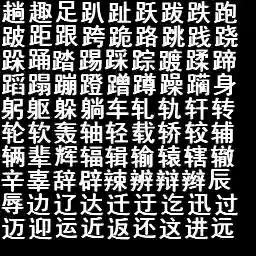 趟趣足趴趾跃跋跌跑
跛距跟跨跪路跳践跷
跺踊踏踢踩踪踱蹂蹄
蹈蹋蹦蹬蹭蹲躁躏身
躬躯躲躺车轧轨轩转
轮软轰轴轻载轿较辅
辆辈辉辐辑输辕辖辙
辛辜辞辟辣辨辩辫辰
辱边辽达迁迂迄迅过
迈迎运近返还这进远